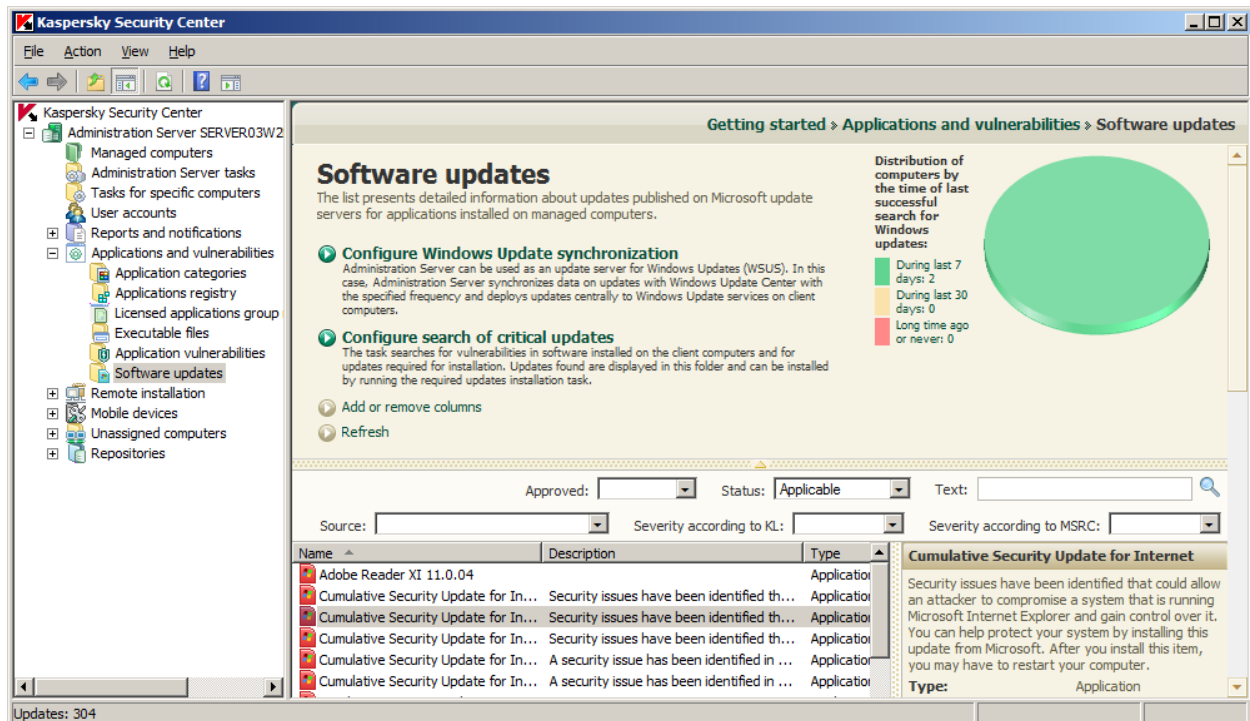 Kaspersky Security Center
File Action View Help
Kaspersky Security Center
Administration Server SERVER03W2
Managed computers
Administration Server tasks
Tasks for specific computers
User accounts
Reports and notifications
Applications and vulnerabilities
Application categories
Applications registry
Licensed applications group
Executable files
Application vulnerabilities
Software updates
Remote installation
Mobile devices
Unassigned computers
Repositories
Getting started » Applications and vulnerabilities » Software updates
Software updates
The list presents detailed information about updates published on Microsoft update
servers for applications installed on managed computers.
Configure Windows Update synchronization
Administration Server can be used as an update server for Windows Updates (WSUS). In this
case, Administration Server synchronizes data on updates with Windows Update Center with
the specified frequency and deploys updates centrally to Windows Update services on client
computers.
Configure search of critical updates
The task searches for vulnerabilities in software installed on the client computers and for
updates required for installation. Updates found are displayed in this folder and can be installed
by running the required updates installation task.
Add or remove columns
Refresh
Distribution of
computers by
the time of last
successful
search for
Windows
updates:
During last 7
days: 2
During last 30
days: 0
Long time ago
or never: 0
Approved: Status: Applicable Text:
Source: Severity according to KL: Severity according to MSRC:
Name Description Type
Adobe Reader XI 11.0.04 Application
Cumulative Security Update for In... Security issues have been identified th... Application
Cumulative Security Update for In... Security issues have been identified th... Application
Cumulative Security Update for In... Security issues have been identified th... Application
Cumulative Security Update for In... A security issue has been identified in ... Application
Cumulative Security Update for In... A security issue has been identified in ... Application
Cumulative Security Update for Internet
Security issues have been identified that could allow
an attacker to compromise a system that is running
Microsoft Internet Explorer and gain control over it.
You can help protect your system by installing this
update from Microsoft. After you install this item,
you may have to restart your computer.
Type: Application
Updates: 304